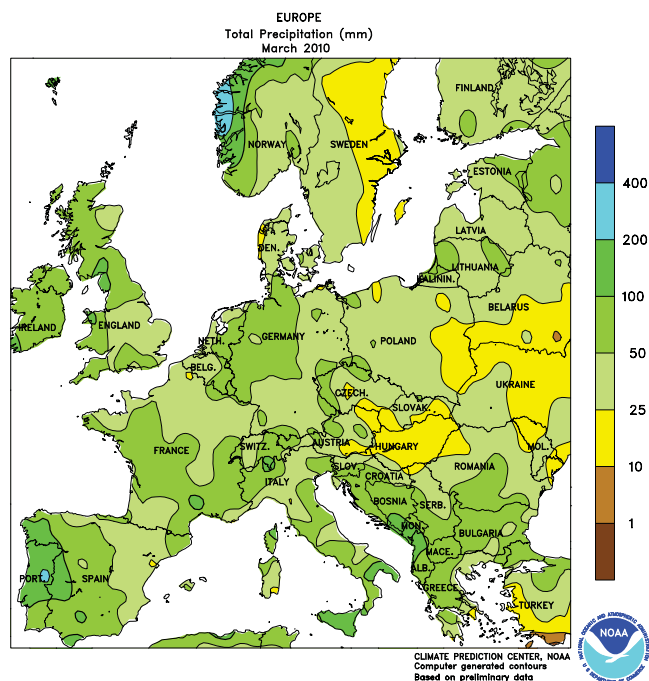 EUROPE
Total Precipitation (mm)
March 2010
FINLAND
NORWAY
SWEDEN
ESTONIA
LATVIA
DEN.
LITHUANIA
KALININ.
BELARUS
IRELAND
ENGLAND
NETH.
GERMANY
POLAND
BELG.
UKRAINE
CZECH.
SLOVAK.
AUSTRIA
HUNGARY
MOL.
FRANCE
SWITZ.
ITALY
SLOV.
CROATIA
ROMANIA
BOSNIA
SERB.
MON.
BULGARIA
MACE.
ALB.
PORT.
SPAIN
GREECE
TURKEY
400
200
100
50
25
10
1
NOAA
CLIMATE PREDICTION CENTER, NOAA
Computer generated contours
Based on preliminary data